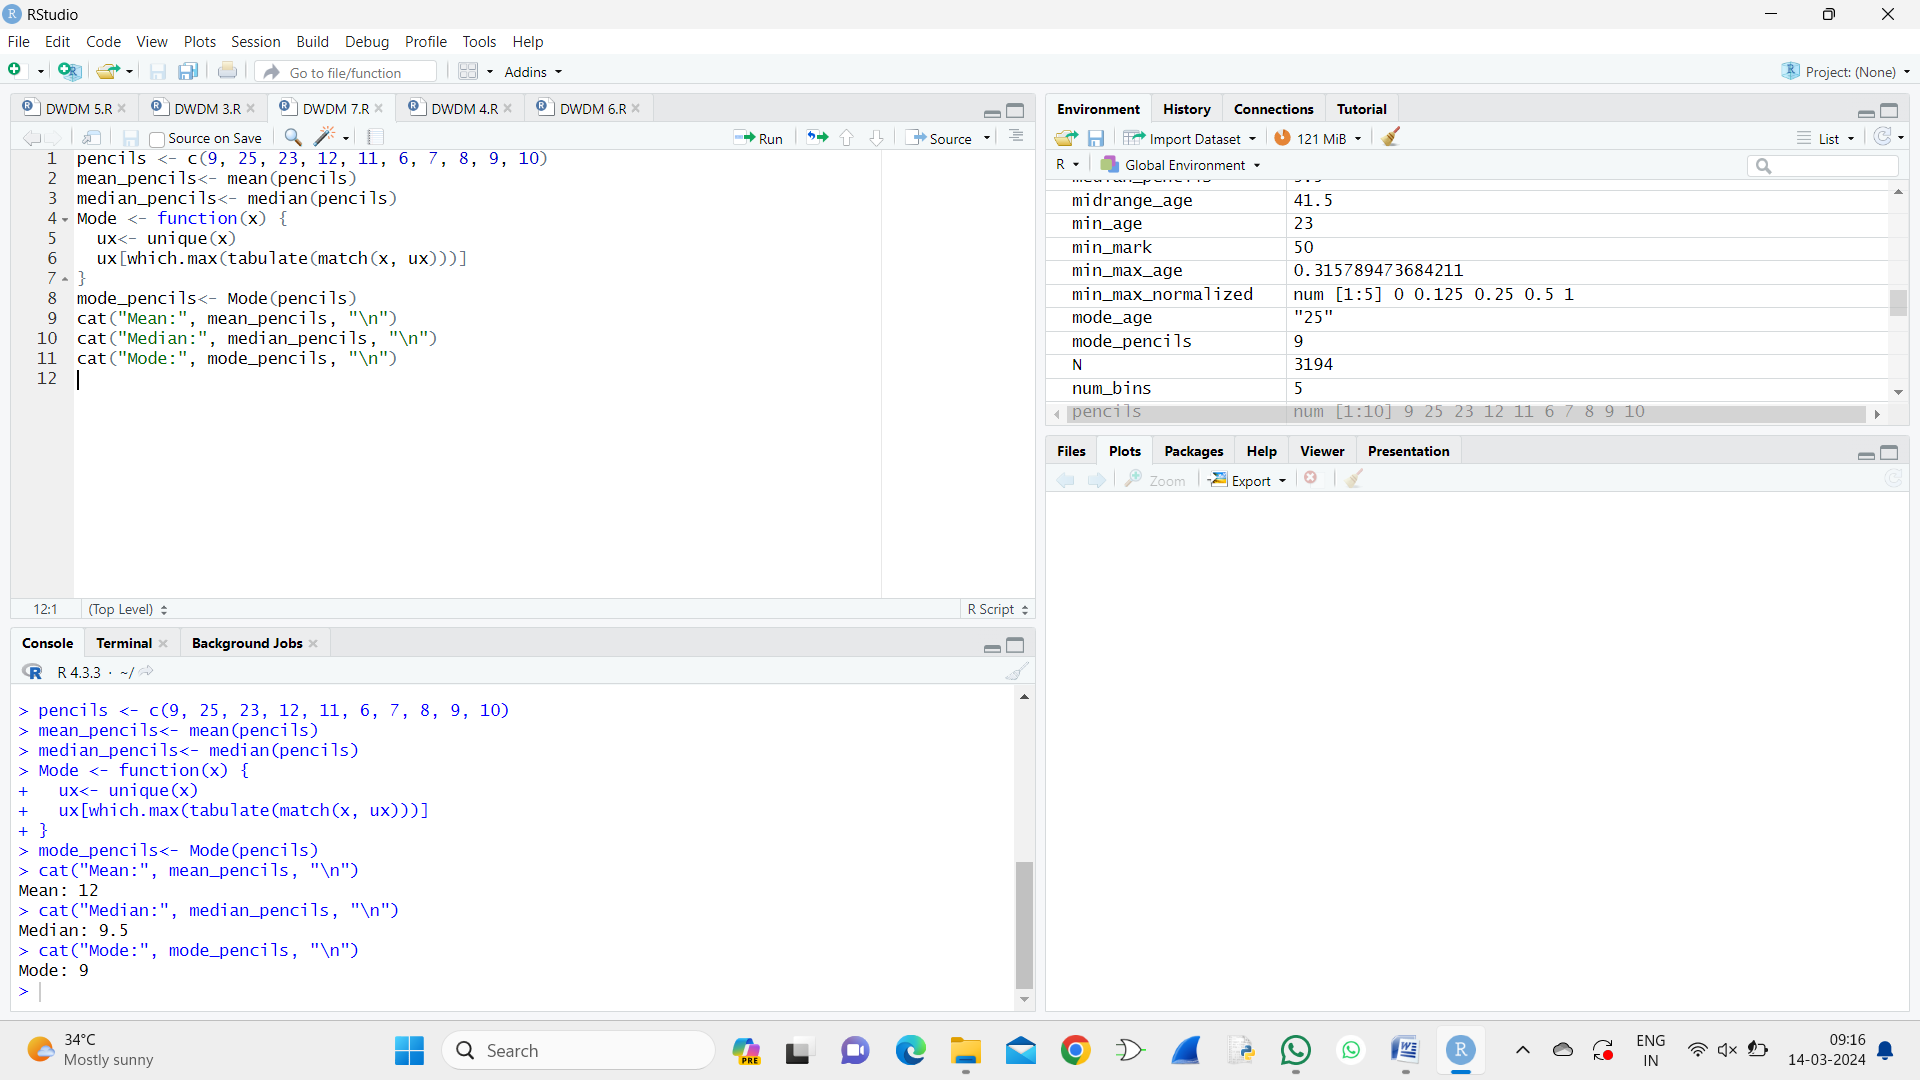 RStudio
File Edit Code View Plots Session Build Debug Profile Tools Help
Go to file/function Addins Project: (None)
DWDM 5.R DWDM 3.R DWDM 7.R DWDM 4.R DWDM 6.R
Source on Save Run Source
1 pencils <- c(9, 25, 23, 12, 11, 6, 7, 8, 9, 10)
2 mean_pencils<- mean(pencils)
3 median_pencils<- median(pencils)
4 Mode <- function(x) {
5 ux<- unique(x)
6 ux[which.max(tabulate(match(x, ux)))]
7 }
8 mode_pencils<- Mode(pencils)
9 cat("Mean:", mean_pencils, "\n")
10 cat("Median:", median_pencils, "\n")
11 cat("Mode:", mode_pencils, "\n")
12
12:1 (Top Level) R Script
Console Terminal Background Jobs
R 4.3.3 · ~/
> pencils <- c(9, 25, 23, 12, 11, 6, 7, 8, 9, 10)
> mean_pencils<- mean(pencils)
> median_pencils<- median(pencils)
> Mode <- function(x) {
+ ux<- unique(x)
+ ux[which.max(tabulate(match(x, ux)))]
+ }
> mode_pencils<- Mode(pencils)
> cat("Mean:", mean_pencils, "\n")
Mean: 12
> cat("Median:", median_pencils, "\n")
Median: 9.5
> cat("Mode:", mode_pencils, "\n")
Mode: 9
>
Environment History Connections Tutorial
Import Dataset 121 MiB List
R Global Environment
midrange_age 41.5
min_age 23
min_mark 50
min_max_age 0.315789473684211
min_max_normalized num [1:5] 0 0.125 0.25 0.5 1
mode_age "25"
mode_pencils 9
N 3194
num_bins 5
pencils num [1:10] 9 25 23 12 11 6 7 8 9 10
Files Plots Packages Help Viewer Presentation
Zoom Export
34°C
Mostly sunny
Search
PRE
ENG
IN
09:16
14-03-2024